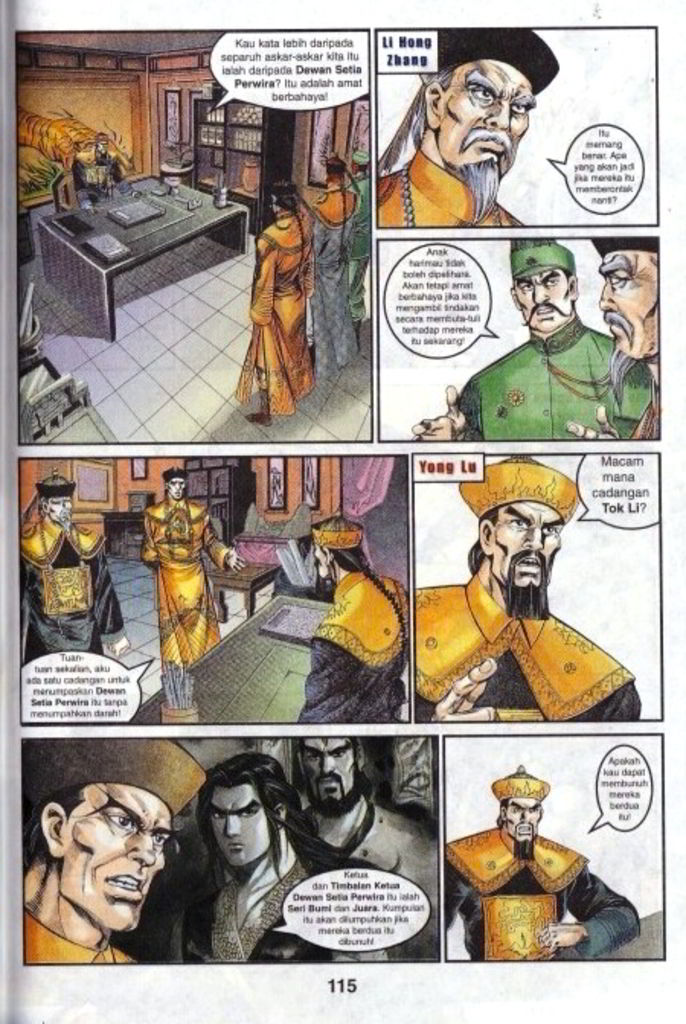 Kau kata lebih daripada
separuh askar-askar kita itu
ialah daripada Dewan Setia
Perwira? Itu adalah amat
berbahaya!
Li Hong
Zhang
Itu
memang
benar. Apa
yang akan jadi
jika mereka itu
memberontak
nanti?
Anak
harimau tidak
boleh dipelihara.
Akan tetapi
berbahaya jika kita
mengambil tindakan
secara membuta-tuli
terhadap mereka
itu sekarang!
Tuan-
tuan sekalian, aku
ada satu cadangan untuk
menumpaskan Dewan
Setia Perwira itu tanpa
menumpahkan darah!
Yong Lu
Macam
mana
cadangan
Tok Li?
Ketua
dan Timbalan Ketua
Dewan Setia Perwira itu ialah
Seri Bumi dan Juara. Kumpulan
itu akan dilumpuhkan jika
mereka berdua itu
dibunuh!
Apakah
kau dapat
membunuh
mereka
berdua
itu!
115